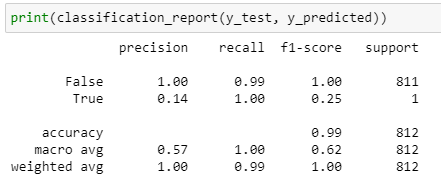 print(classification_report(y_test, y_predicted))
precision recall f1-score support
False 1.00 0.99 1.00 811
True 0.14 1.00 0.25 1
accuracy 0.99 812
macro avg 0.57 1.00 0.62 812
weighted avg 1.00 0.99 1.00 812